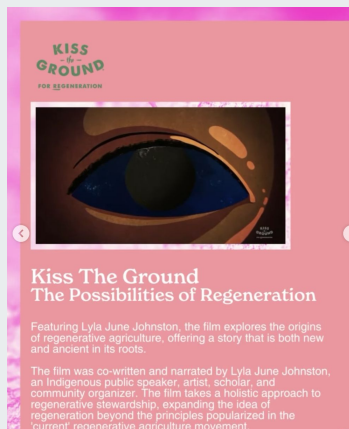 KISS
the
GROUND
FOR REGENERATION
KISS
the
GROUND
Kiss The Ground
The Possibilities of Regeneration
Featuring Lyla June Johnston, the film explores the origins
of regenerative agriculture, offering a story that is both new
and ancient in its roots.
The film was co-written and narrated by Lyla June Johnston,
an Indigenous public speaker, artist, scholar, and
community organizer. The film takes a holistic approach to
regenerative stewardship, expanding the idea of
regeneration beyond the principles popularized in the
'current' regenerative agriculture movement.